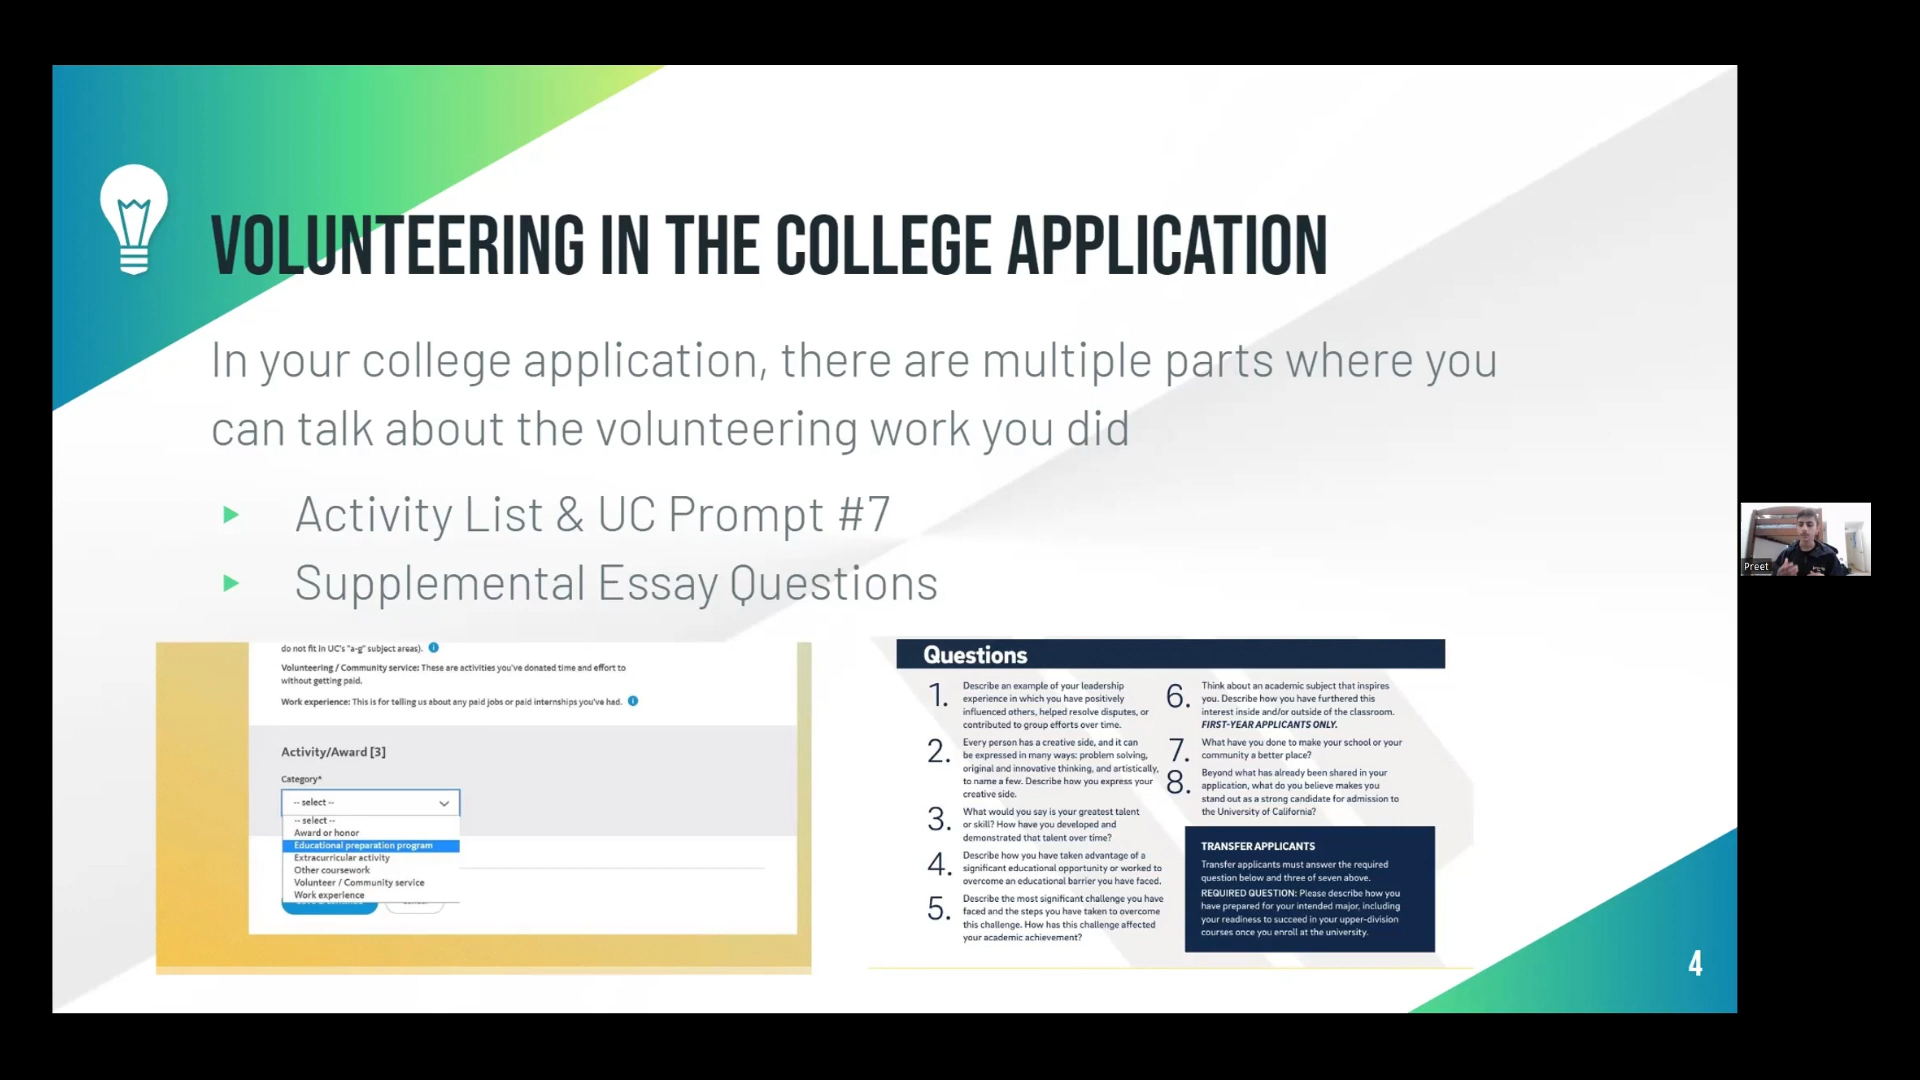 VOLUNTEERING IN THE COLLEGE APPLICATION
In your college application, there are multiple parts where you
can talk about the volunteering work you did
Activity List & UC Prompt #7
Supplemental Essay Questions
do not fit in UC's "a-g" subject areas).
Volunteering / Community service: These are activities you've donated time and effort to
without getting paid.
Work experience: This is for telling us about any paid jobs or paid internships you've had.
Activity/Award [3]
Category*
-- select --
-- select --
Award or honor
Educational preparation program
Extracurricular activity
Other coursework
Volunteer / Community service
Work experience
Questions
1. Describe an example of your leadership
experience in which you have positively
influenced others, helped resolve disputes, or
contributed to group efforts over time.
2. Every person has a creative side, and it can
be expressed in many ways: problem solving,
original and innovative thinking, and artistically,
to name a few. Describe how you express your
creative side.
3. What would you say is your greatest talent
or skill? How have you developed and
demonstrated that talent over time?
4. Describe how you have taken advantage of a
significant educational opportunity or worked to
overcome an educational barrier you have faced.
5. Describe the most significant challenge you have
faced and the steps you have taken to overcome
this challenge. How has this challenge affected
your academic achievement?
6. Think about an academic subject that inspires
you. Describe how you have furthered this
interest inside and/or outside of the classroom.
FIRST-YEAR APPLICANTS ONLY.
7. What have you done to make your school or your
community a better place?
8. Beyond what has already been shared in your
application, what do you believe makes you
stand out as a strong candidate for admission to
the University of California?
TRANSFER APPLICANTS
Transfer applicants must answer the required
question below and three of seven above.
REQUIRED QUESTION: Please describe how you
have prepared for your intended major, including
your readiness to succeed in your upper-division
courses once you enroll at the university.
4
Preet